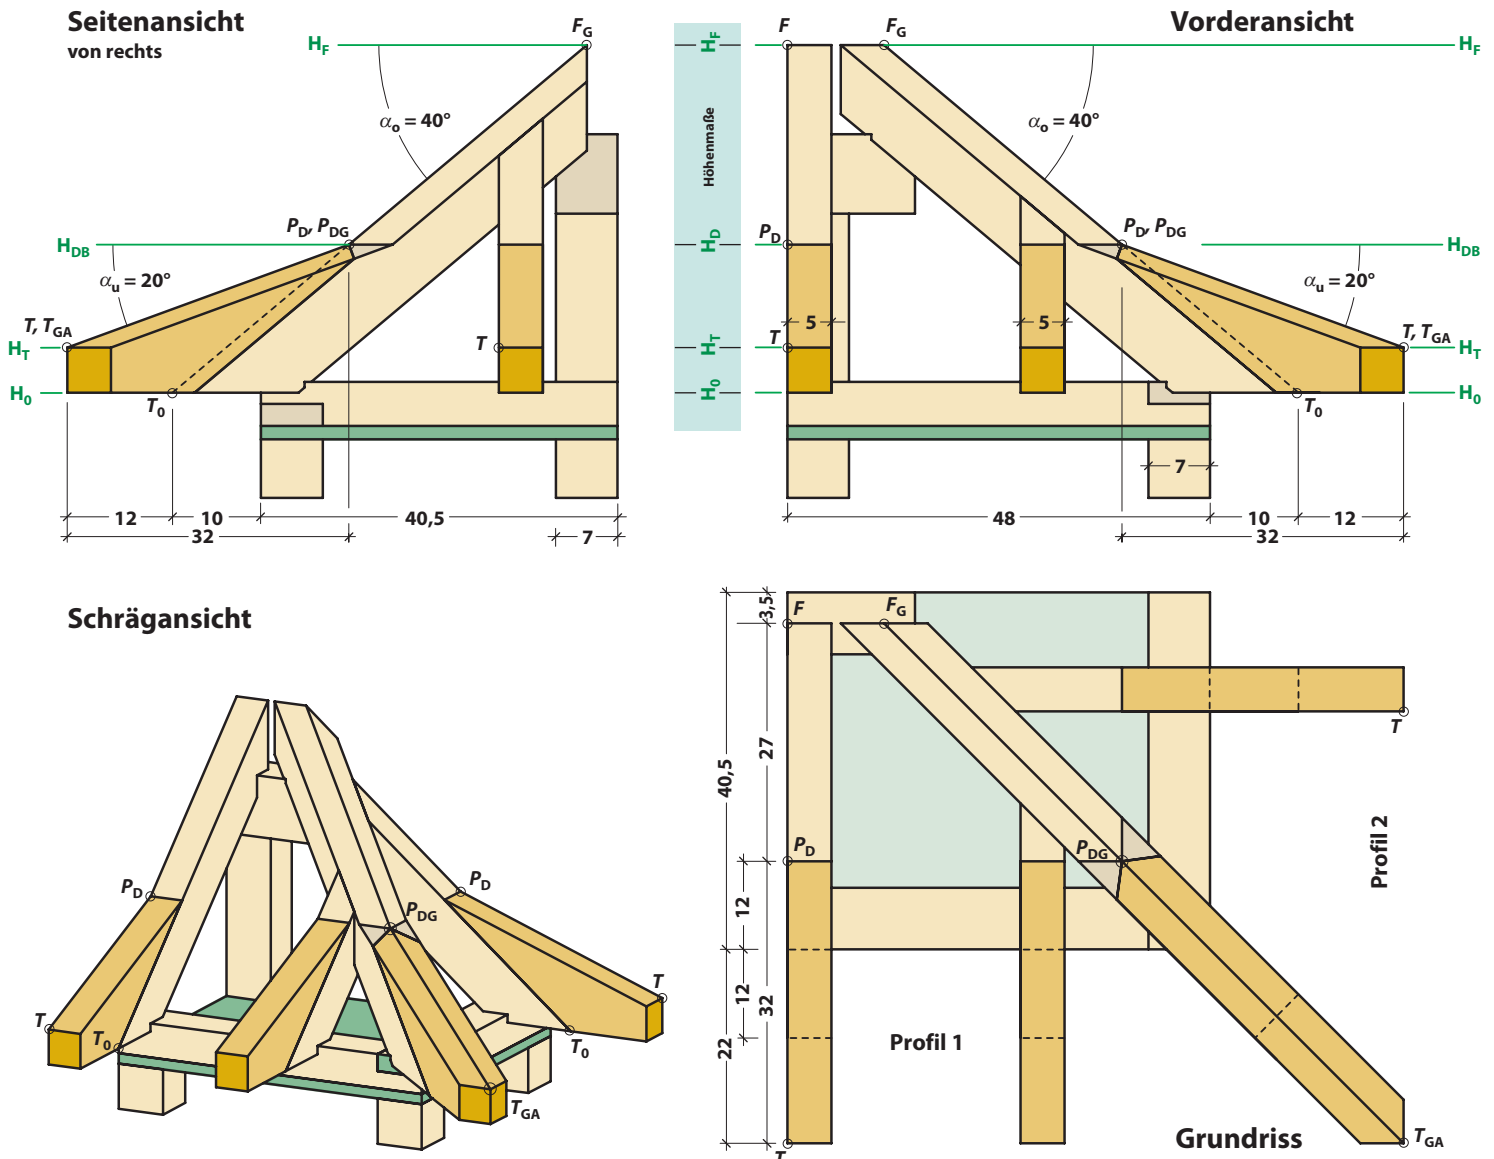 Seitenansicht
von rechts
H_F
F_G
α_o = 40°
P_D, P_DG
H_DB
α_u = 20°
T, T_GA
H_T
T
H_0
T_0
12
10
40,5
32
7
Höhenmaße
H_F
H_D
H_T
H_0
Vorderansicht
F
F_G
H_F
α_o = 40°
P_D
P_D, P_DG
H_DB
α_u = 20°
5
5
T
T, T_GA
H_T
H_0
T_0
7
48
10
12
32
Schrägansicht
P_D
P_D
P_DG
T
T
T_0
T_0
T_GA
3,5
F
F_G
40,5
27
T
P_D
P_DG
Profil 2
12
12
32
22
Profil 1
Grundriss
T_GA
T